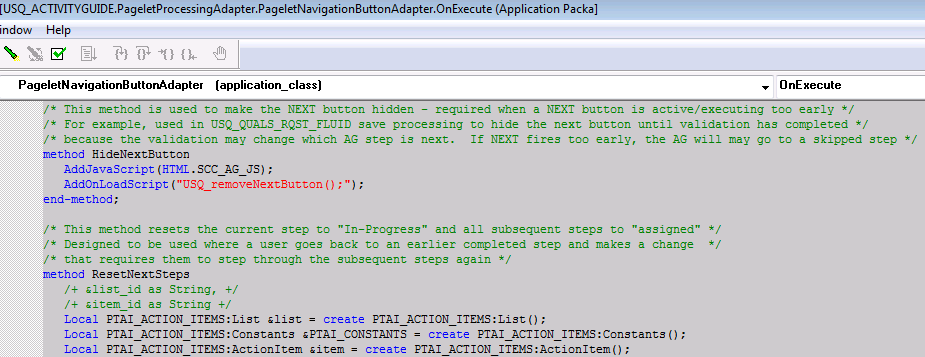 [USQ_ACTIVITYGUIDE.PageletProcessingAdapter.PageletNavigationButtonAdapter.OnExecute (Application Packa]
indow Help
PageletNavigationButtonAdapter (application_class) OnExecute
/* This method is used to make the NEXT button hidden - required when a NEXT button is active/executing too early */
/* For example, used in USQ_QUALS_RQST_FLUID save processing to hide the next button until validation has completed */
/* because the validation may change which AG step is next. If NEXT fires too early, the AG will may go to a skipped step */
method HideNextButton
AddJavaScript(HTML.SCC_AG_JS);
AddOnLoadScript("USQ_removeNextButton();");
end-method;
/* This method resets the current step to "In-Progress" and all subsequent steps to "assigned" */
/* Designed to be used where a user goes back to an earlier completed step and makes a change */
/* that requires them to step through the subsequent steps again */
method ResetNextSteps
/+ &list_id as String, +/
/+ &item_id as String +/
Local PTAI_ACTION_ITEMS:List &list = create PTAI_ACTION_ITEMS:List();
Local PTAI_ACTION_ITEMS:Constants &PTAI_CONSTANTS = create PTAI_ACTION_ITEMS:Constants();
Local PTAI_ACTION_ITEMS:ActionItem &item = create PTAI_ACTION_ITEMS:ActionItem();